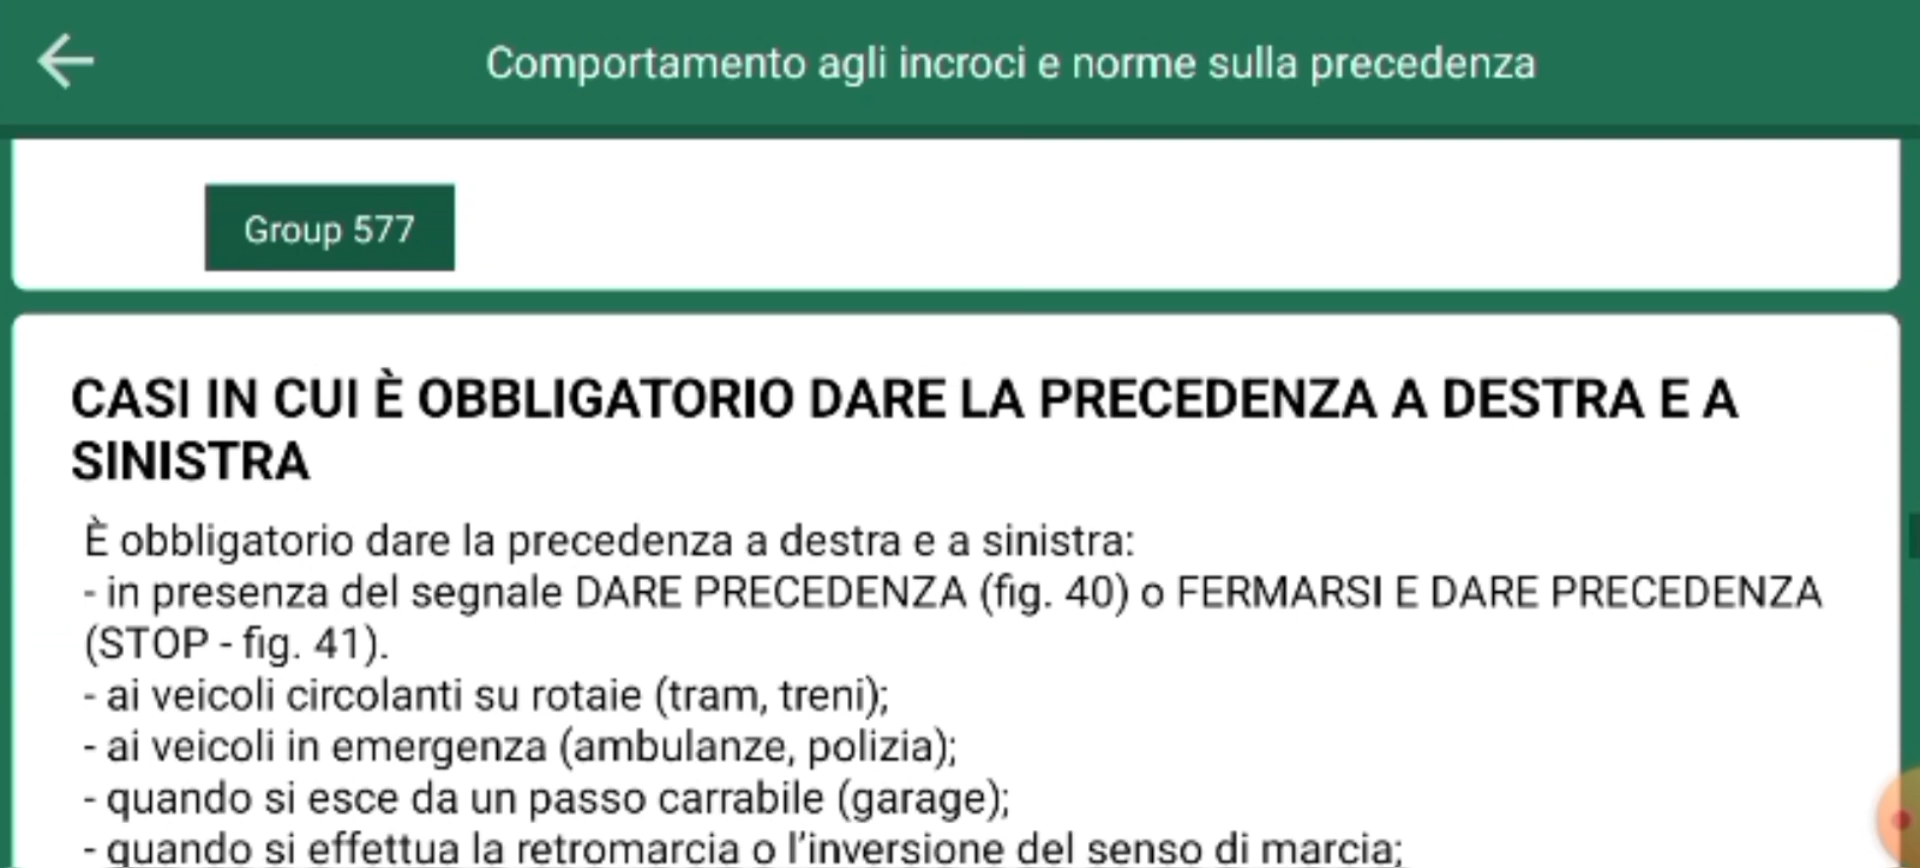 Comportamento agli incroci e norme sulla precedenza
Group 577
CASI IN CUI È OBBLIGATORIO DARE LA PRECEDENZA A DESTRA E A
SINISTRA
È obbligatorio dare la precedenza a destra e a sinistra:
- in presenza del segnale DARE PRECEDENZA (fig. 40) o FERMARSI E DARE PRECEDENZA
(STOP - fig. 41).
- ai veicoli circolanti su rotaie (tram, treni);
- ai veicoli in emergenza (ambulanze, polizia);
- quando si esce da un passo carrabile (garage);
- quando si effettua la retromarcia o l'inversione del senso di marcia;